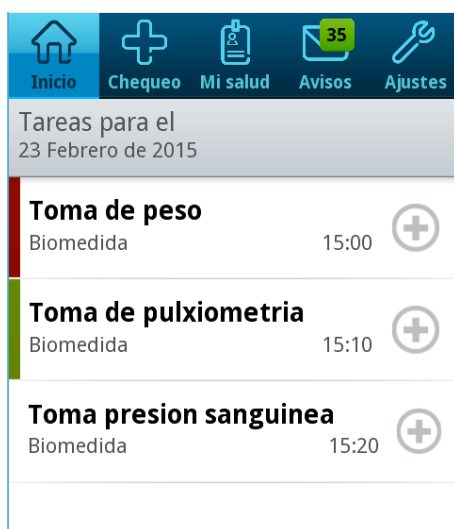 35
Inicio Chequeo Mi salud Avisos Ajustes
Tareas para el
23 Febrero de 2015
Toma de peso
Biomedida 15:00
Toma de pulxiometria
Biomedida 15:10
Toma presion sanguinea
Biomedida 15:20